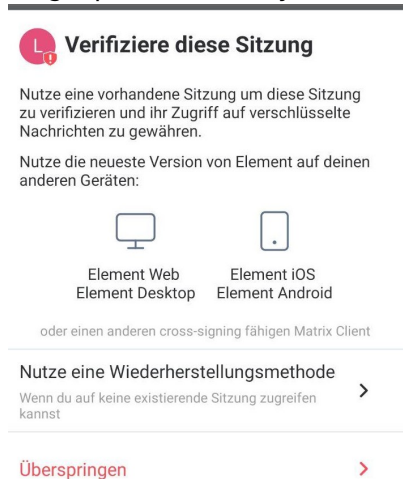 L Verifiziere diese Sitzung
Nutze eine vorhandene Sitzung um diese Sitzung
zu verifizieren und ihr Zugriff auf verschlüsselte
Nachrichten zu gewähren.
Nutze die neueste Version von Element auf deinen
anderen Geräten:
Element Web Element iOS
Element Desktop Element Android
oder einen anderen cross-signing fähigen Matrix Client
Nutze eine Wiederherstellungsmethode
Wenn du auf keine existierende Sitzung zugreifen
kannst
Überspringen